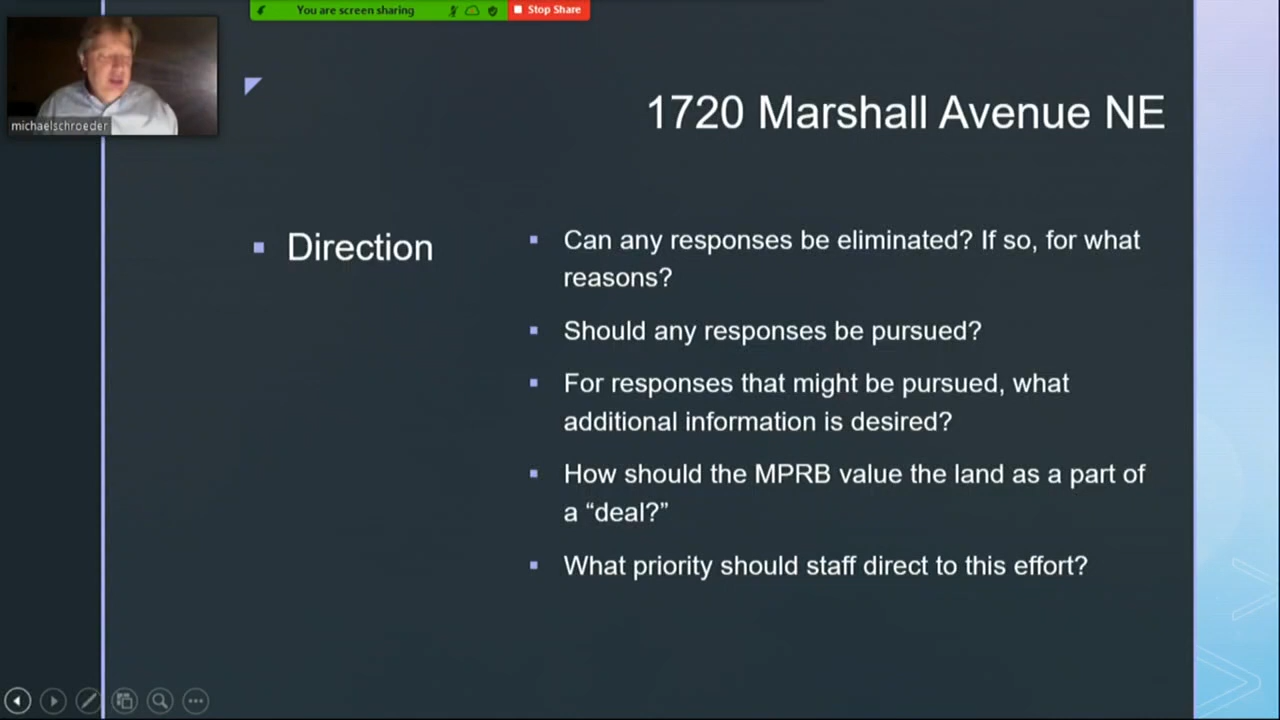 You are screen sharing
Stop Share
michaelschroeder
1720 Marshall Avenue NE
Direction
Can any responses be eliminated? If so, for what
reasons?
Should any responses be pursued?
For responses that might be pursued, what
additional information is desired?
How should the MPRB value the land as a part of
a “deal?”
What priority should staff direct to this effort?